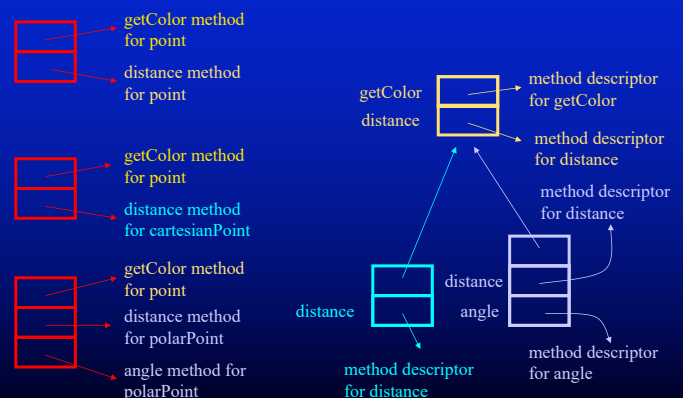 getColor method
for point
distance method
for point
getColor method
for point
distance method
for cartesianPoint
getColor method
for point
distance method
for polarPoint
angle method for
polarPoint
getColor
distance
method descriptor
for getColor
method descriptor
for distance
method descriptor
for distance
distance
distance
angle
method descriptor
for distance
method descriptor
for angle